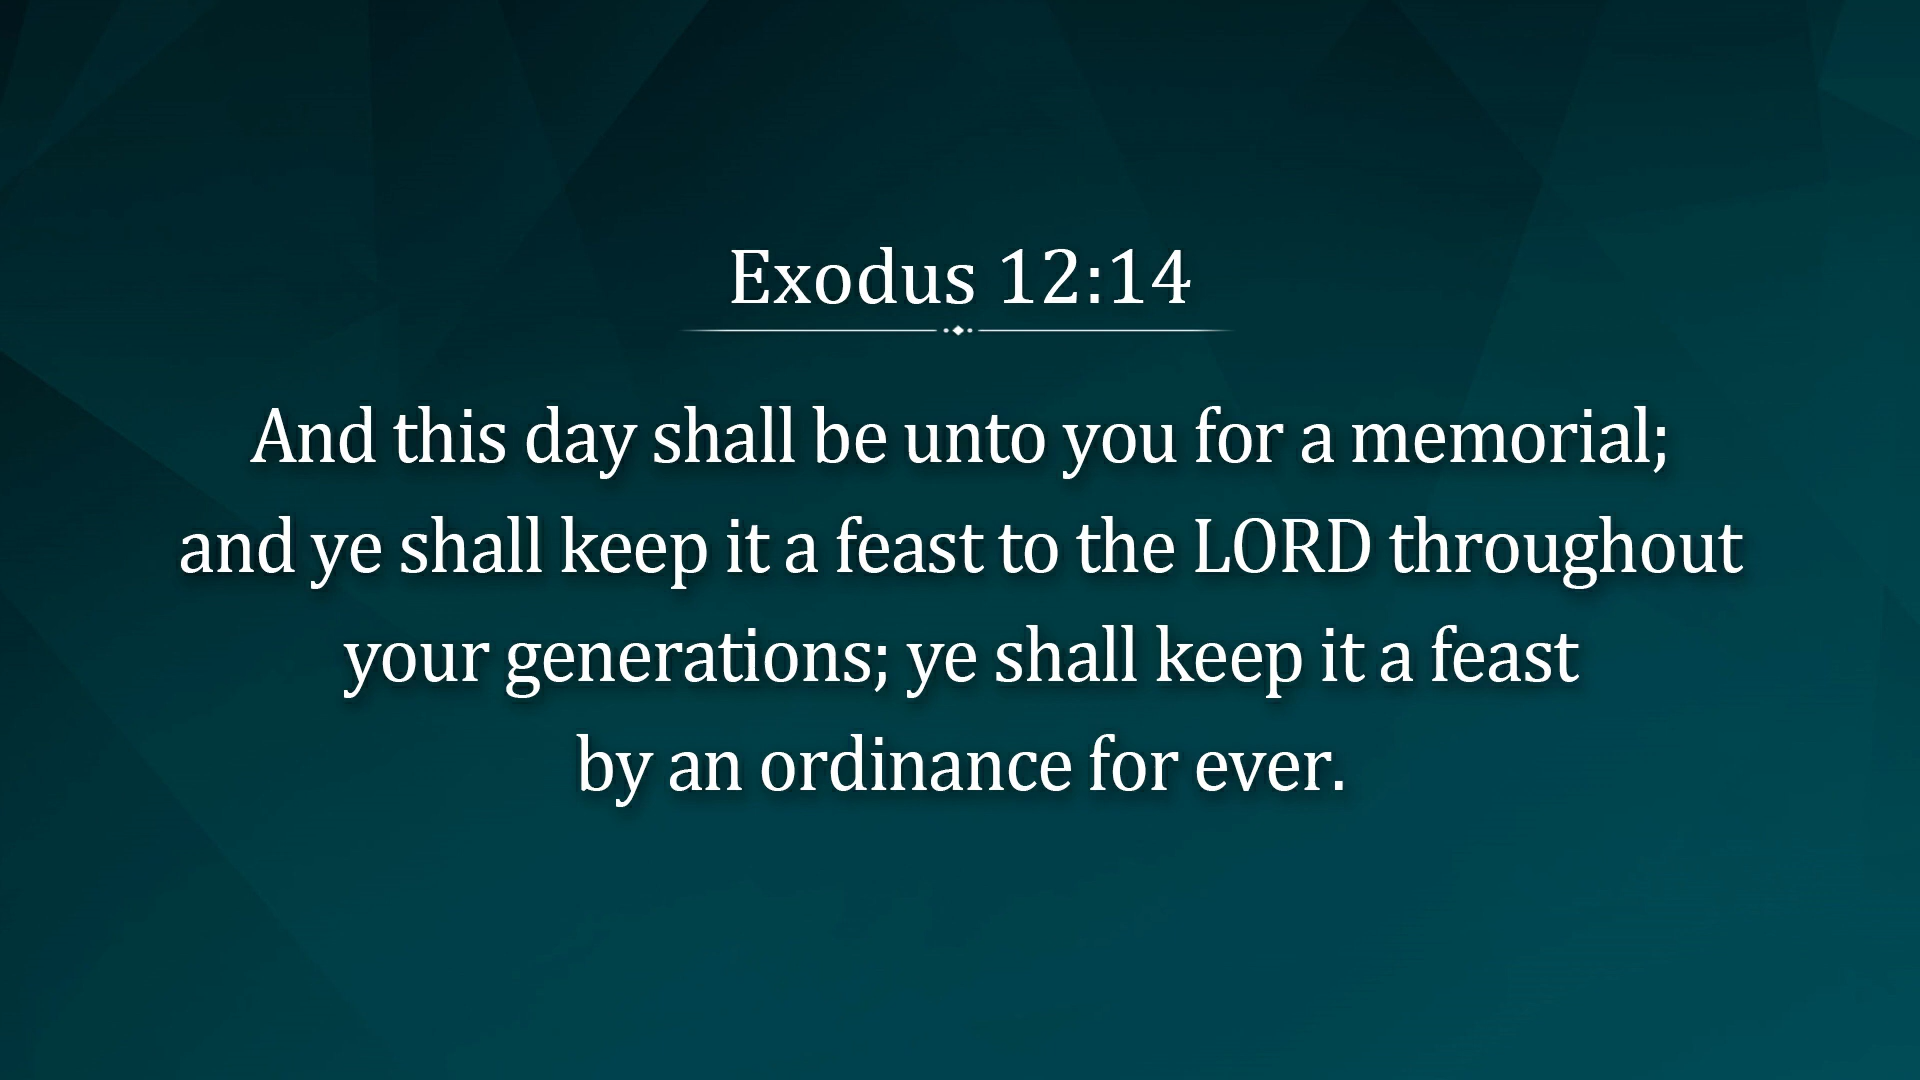 Exodus 12:14
And this day shall be unto you for a memorial;
and ye shall keep it a feast to the LORD throughout
your generations; ye shall keep it a feast
by an ordinance for ever.